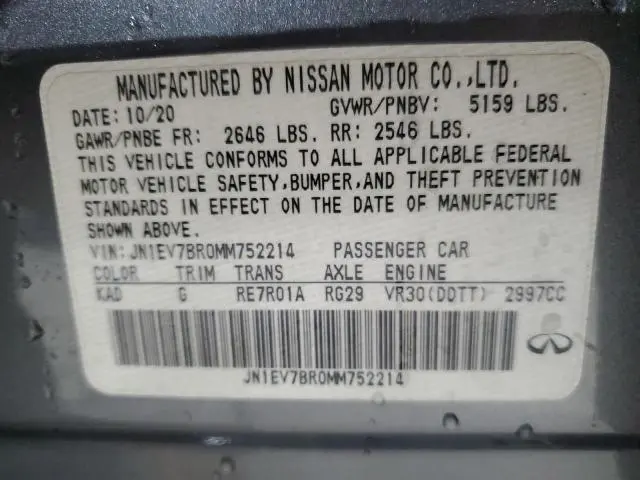 MANUFACTURED BY NISSAN MOTOR CO.,LTD.
DATE: 10/20 GVWR/PNBV: 5159 LBS.
GAWR/PNBE FR: 2646 LBS. RR: 2546 LBS.
THIS VEHICLE CONFORMS TO ALL APPLICABLE FEDERAL
MOTOR VEHICLE SAFETY,BUMPER,AND THEFT PREVENTION
STANDARDS IN EFFECT ON THE DATE OF MANUFACTURE
SHOWN ABOVE.
VIN:JN1EV7BR0MM752214 PASSENGER CAR
COLOR TRIM TRANS AXLE ENGINE
KAD G RE7R01A RG29 VR30(DDTT) 2997CC
JN1EV7BR0MM752214